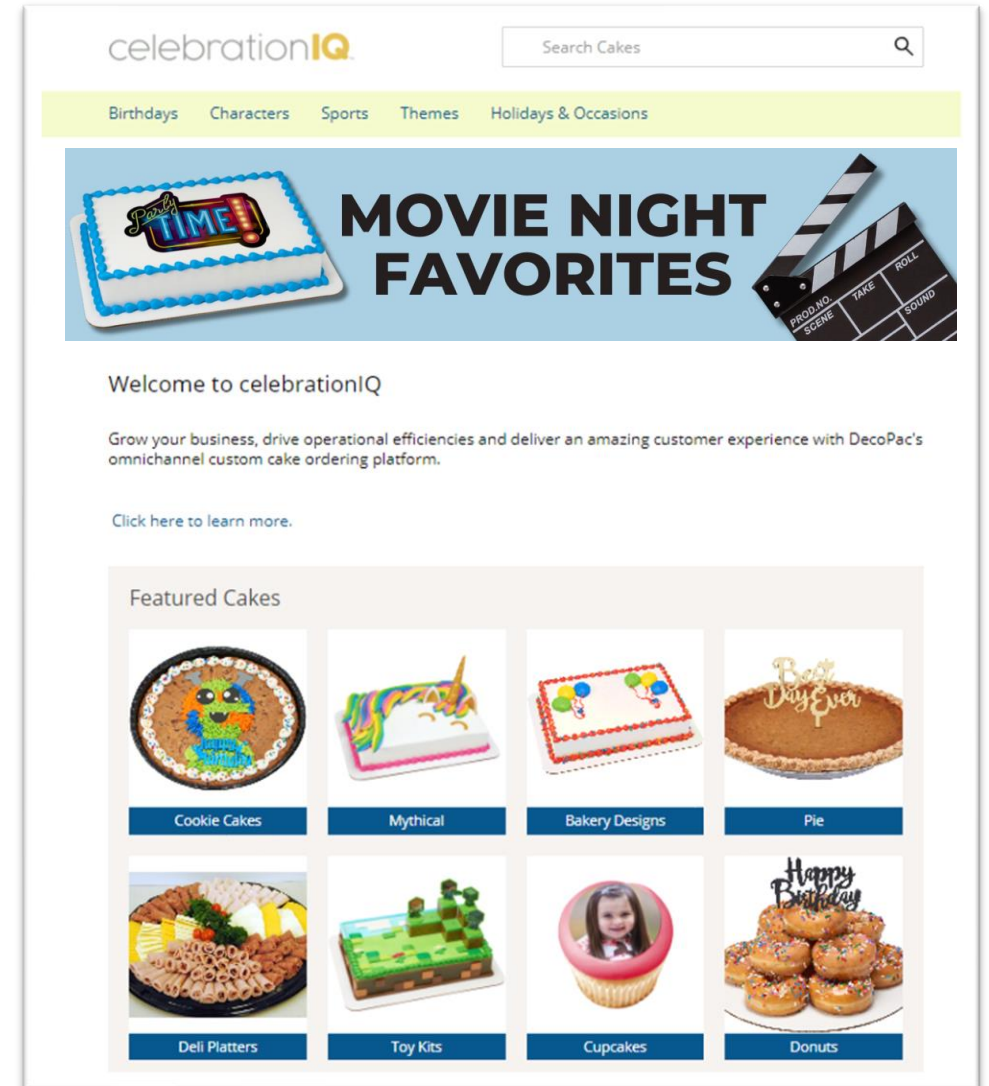 celebrationIQ
Search Cakes
Birthdays Characters Sports Themes Holidays & Occasions
Party
TIME!
MOVIE NIGHT
FAVORITES
PROD.NO.
SCENE
TAKE
ROLL
SOUND
Welcome to celebrationIQ
Grow your business, drive operational efficiencies and deliver an amazing customer experience with DecoPac's
omnichannel custom cake ordering platform.
Click here to learn more.
Featured Cakes
Best
Day Ever
Cookie Cakes Mythical Bakery Designs Pie
Happy
Birthday
Deli Platters Toy Kits Cupcakes Donuts